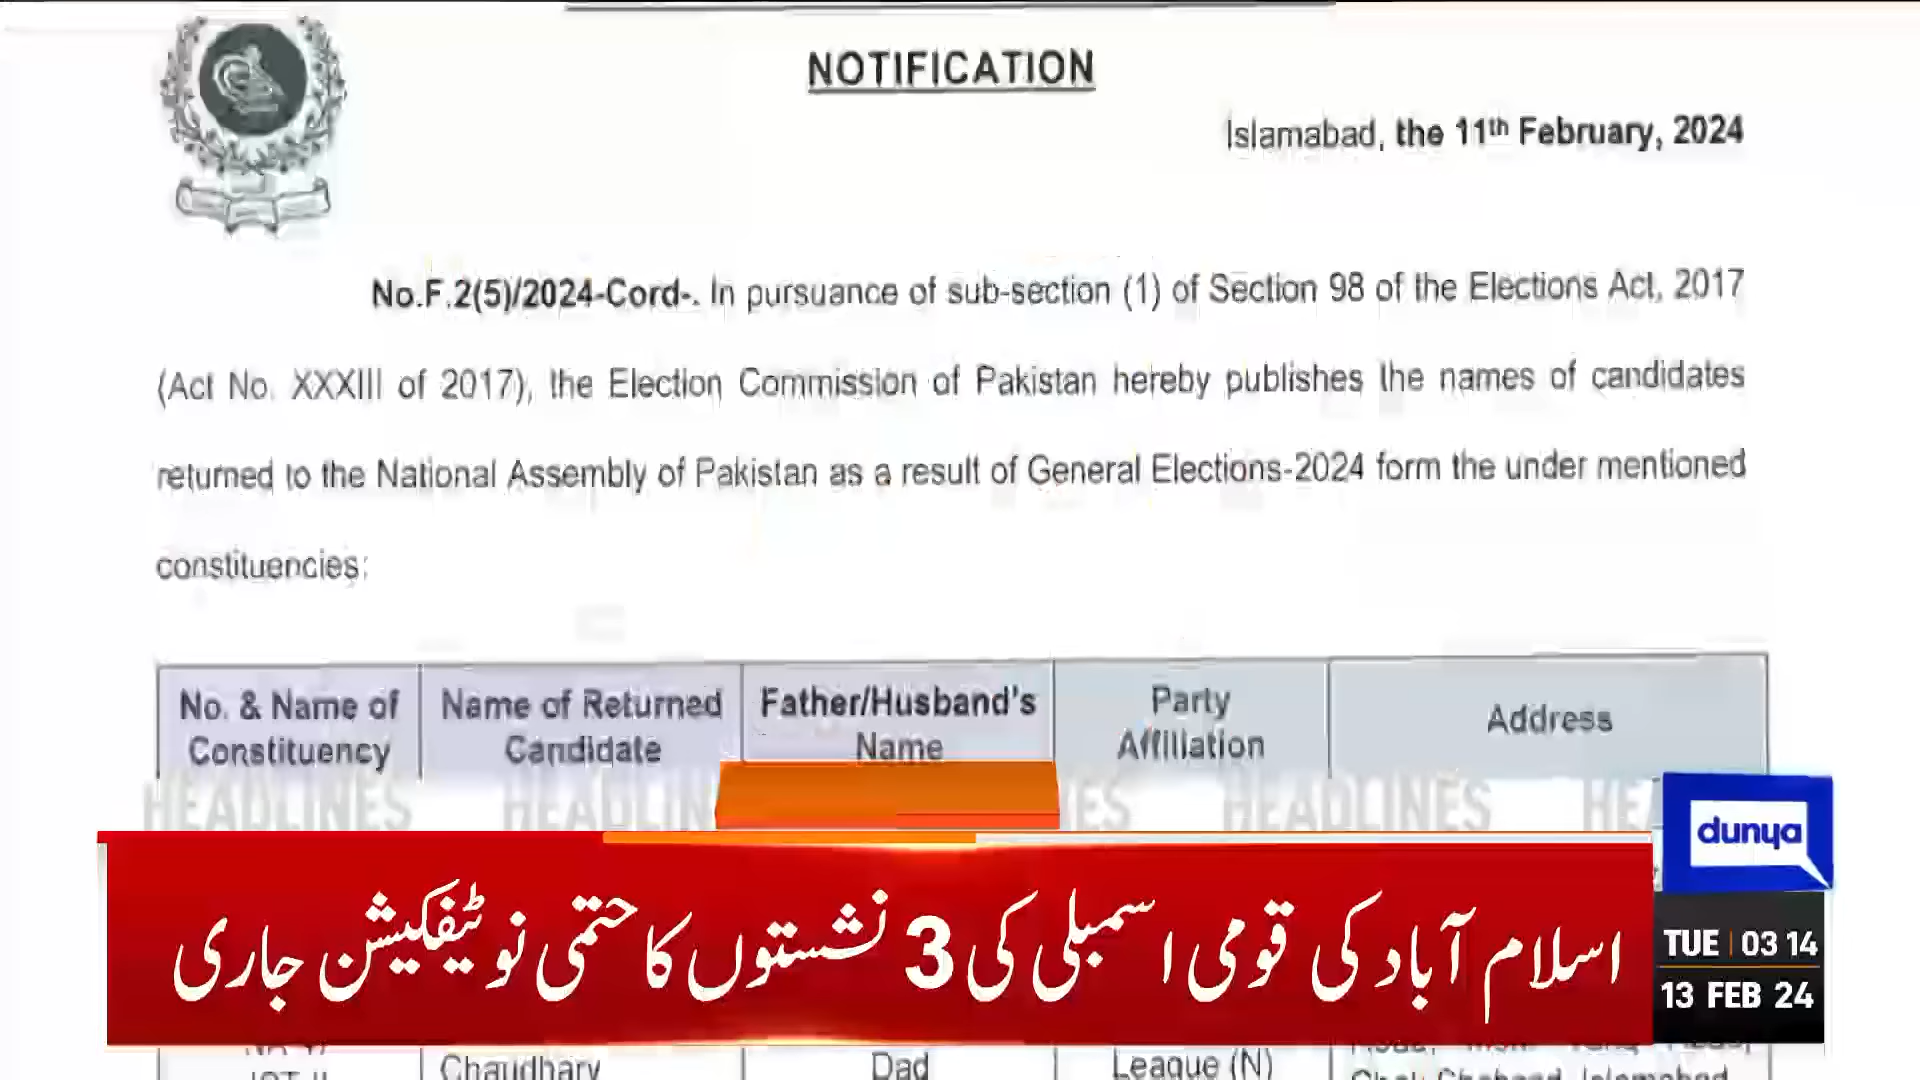 NOTIFICATION
Islamabad, the 11th February, 2024
No.F.2(5)/2024-Cord-. In pursuance of sub-section (1) of Section 98 of the Elections Act, 2017
(Act No. XXXIII of 2017), the Election Commission of Pakistan hereby publishes the names of candidates
returned to the National Assembly of Pakistan as a result of General Elections-2024 form the under mentioned
constituencies:
No. & Name of Constituency
Name of Returned Candidate
Father/Husband's Name
Party Affiliation
Address
HEADLINES HEADLINES
dunya
اسلام آباد کی قومی اسمبلی کی 3 نشستوں کا حتمی نوٹیفکیشن جاری
TUE 03 14
13 FEB 24
Chaudhary
Dad
League (N)